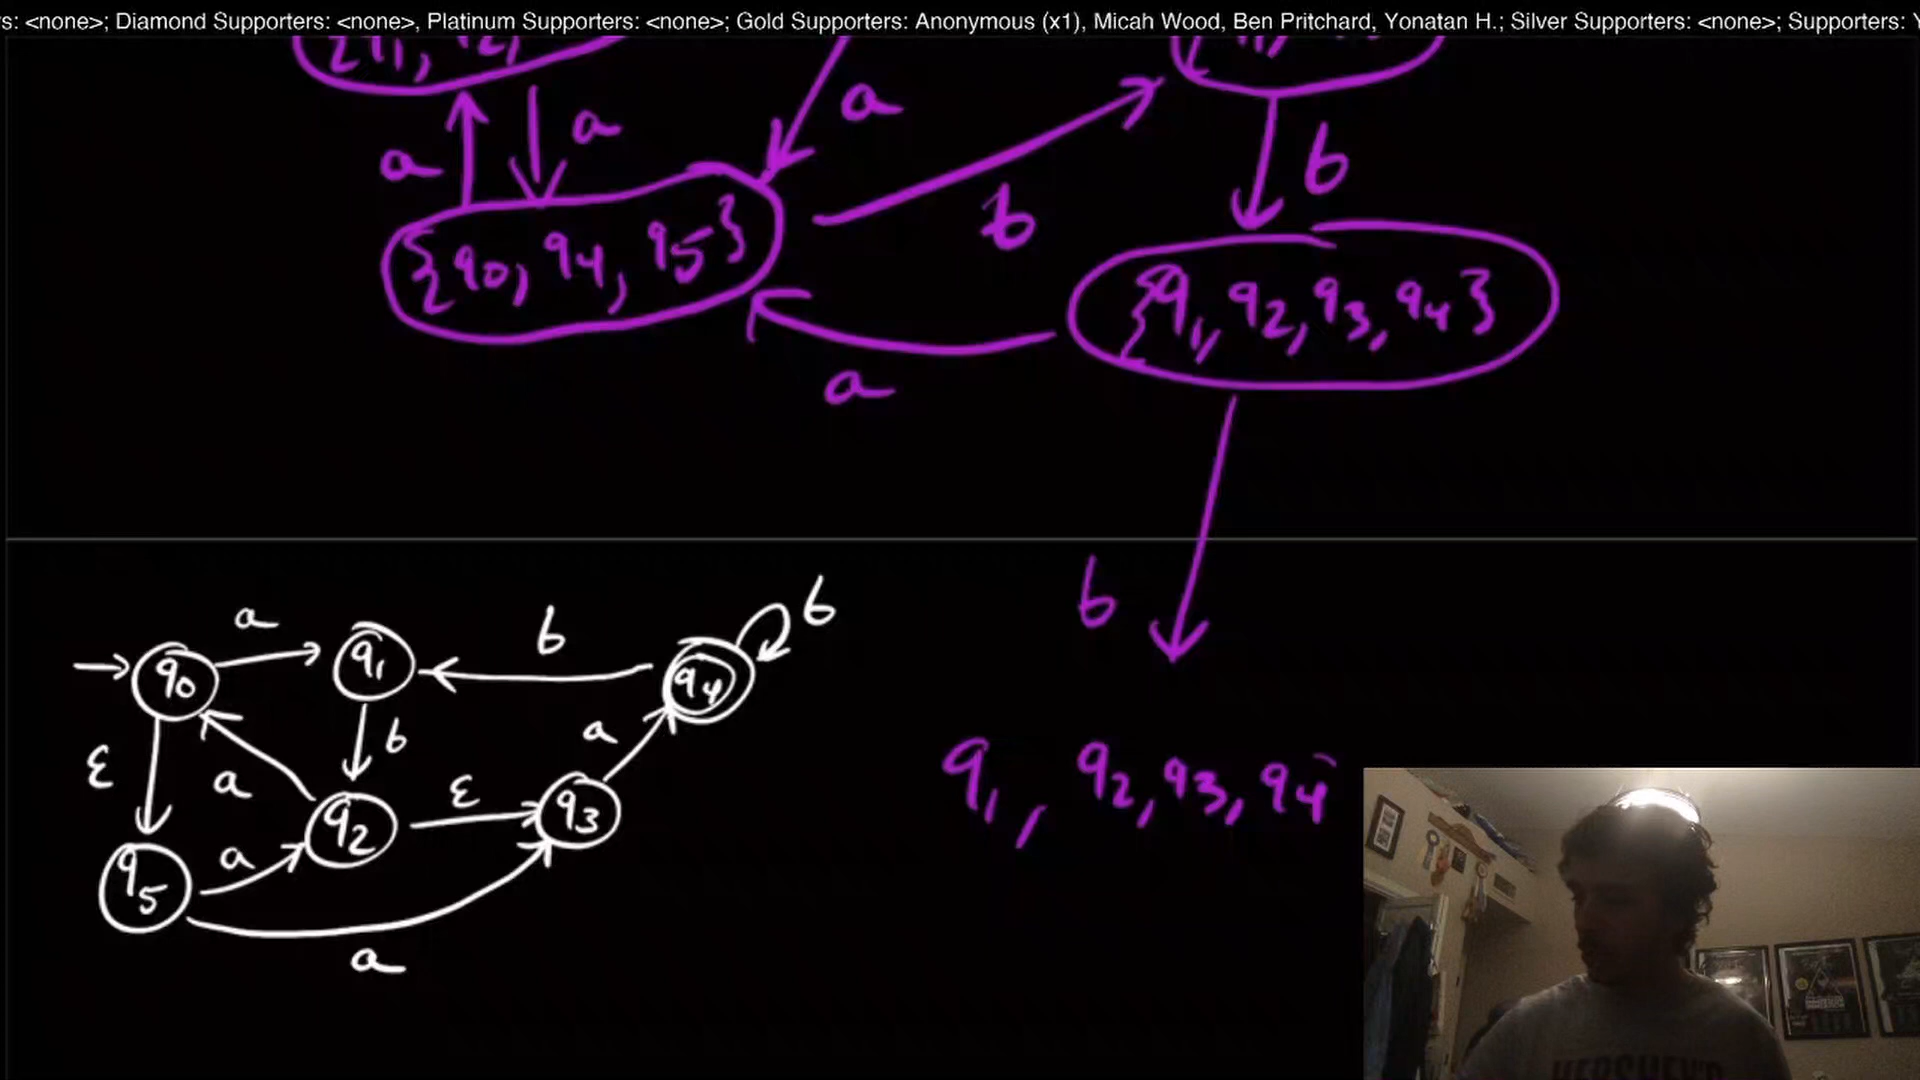 s: <none>; Diamond Supporters: <none>, Platinum Supporters: <none>; Gold Supporters: Anonymous (x1), Micah Wood, Ben Pritchard, Yonatan H.; Silver Supporters: <none>; Supporters: Y
a
a
a
b
b
{q0, q4, q5}
{q1, q2, q3, q4}
a
b
a
q0
q1
b
q4
b
ε
a
b
a
q2
ε
q3
q5
a
a
q1, q2, q3, q4